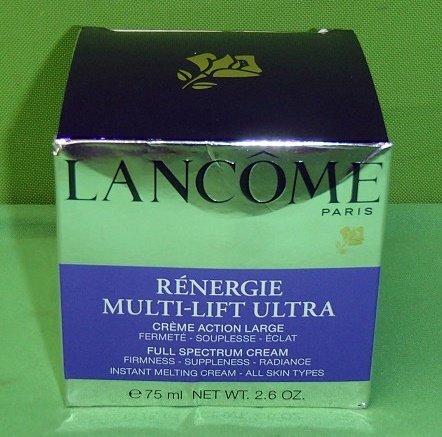 LANCÔME
PARIS
RÉNERGIE
MULTI-LIFT ULTRA
CRÈME ACTION LARGE
FERMETÉ - SOUPLESSE - ÉCLAT
FULL SPECTRUM CREAM
FIRMNESS - SUPPLENESS - RADIANCE
INSTANT MELTING CREAM - ALL SKIN TYPES
℮ 75 ml NET WT. 2.6 OZ.